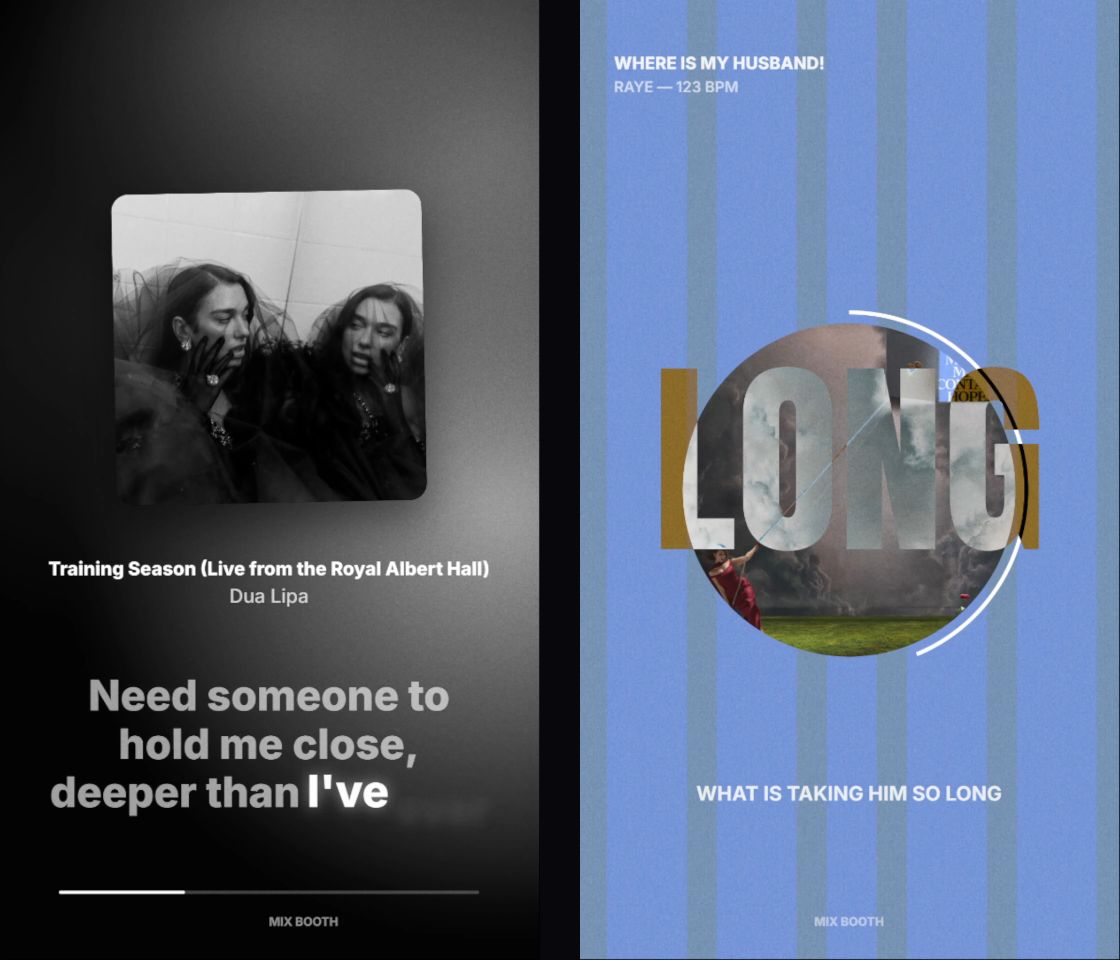 Training Season (Live from the Royal Albert Hall)
Dua Lipa
Need someone to
hold me close,
deeper than I've
MIX BOOTH
WHERE IS MY HUSBAND!
RAYE — 123 BPM
LONG
WHAT IS TAKING HIM SO LONG
MIX BOOTH